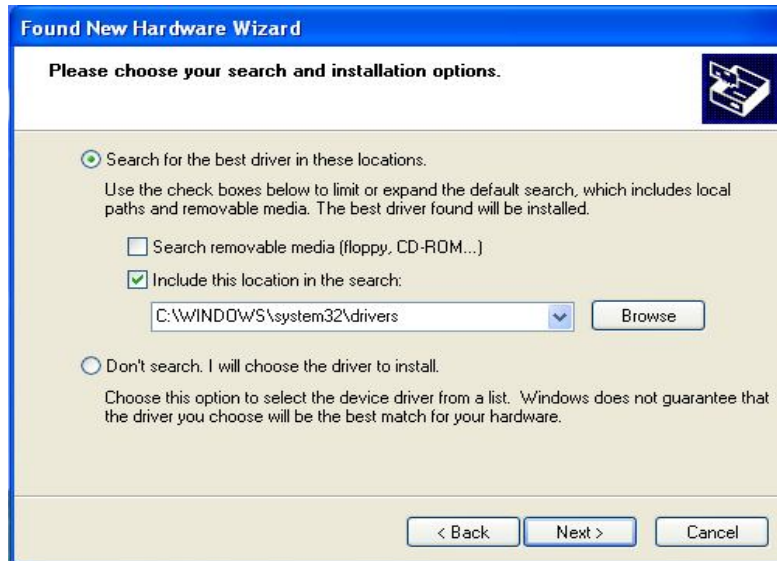 Found New Hardware Wizard
Please choose your search and installation options.
Search for the best driver in these locations.
Use the check boxes below to limit or expand the default search, which includes local
paths and removable media. The best driver found will be installed.
Search removable media (floppy, CD-ROM...)
Include this location in the search:
C:\WINDOWS\system32\drivers
Browse
Don't search. I will choose the driver to install.
Choose this option to select the device driver from a list. Windows does not guarantee that
the driver you choose will be the best match for your hardware.
< Back Next > Cancel